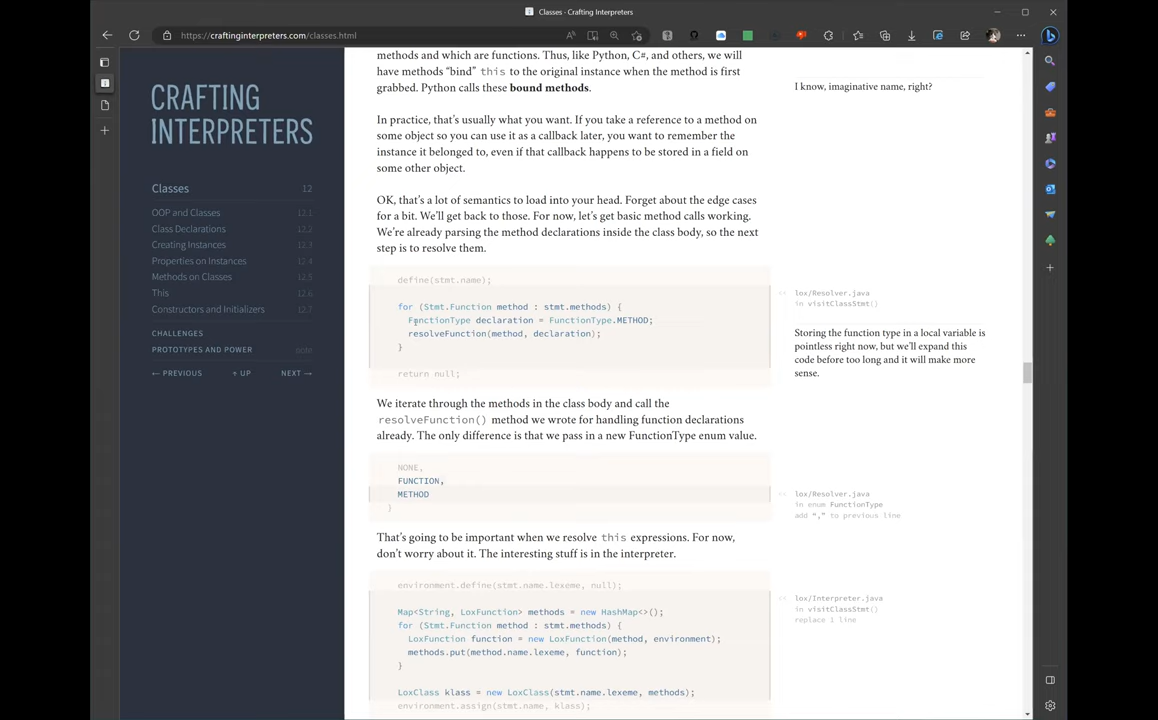 Classes · Crafting Interpreters
https://craftinginterpreters.com/classes.html
CRAFTING
INTERPRETERS
Classes 12
OOP and Classes 12.1
Class Declarations 12.2
Creating Instances 12.3
Properties on Instances 12.4
Methods on Classes 12.5
This 12.6
Constructors and Initializers 12.7
CHALLENGES
PROTOTYPES AND POWER note
← PREVIOUS ↑ UP NEXT →
methods and which are functions. Thus, like Python, C#, and others, we will
have methods “bind” this to the original instance when the method is first
grabbed. Python calls these bound methods.
I know, imaginative name, right?
In practice, that’s usually what you want. If you take a reference to a method on
some object so you can use it as a callback later, you want to remember the
instance it belonged to, even if that callback happens to be stored in a field on
some other object.
OK, that’s a lot of semantics to load into your head. Forget about the edge cases
for a bit. We’ll get back to those. For now, let’s get basic method calls working.
We’re already parsing the method declarations inside the class body, so the next
step is to resolve them.
define(stmt.name);
for (Stmt.Function method : stmt.methods) {
FunctionType declaration = FunctionType.METHOD;
resolveFunction(method, declaration);
}
return null;
lox/Resolver.java
in visitClassStmt()
Storing the function type in a local variable is
pointless right now, but we’ll expand this
code before too long and it will make more
sense.
We iterate through the methods in the class body and call the
resolveFunction() method we wrote for handling function declarations
already. The only difference is that we pass in a new FunctionType enum value.
NONE,
FUNCTION,
METHOD
}
lox/Resolver.java
in enum FunctionType
add “,” to previous line
That’s going to be important when we resolve this expressions. For now,
don’t worry about it. The interesting stuff is in the interpreter.
environment.define(stmt.name.lexeme, null);
Map<String, LoxFunction> methods = new HashMap<>();
for (Stmt.Function method : stmt.methods) {
LoxFunction function = new LoxFunction(method, environment);
methods.put(method.name.lexeme, function);
}
LoxClass klass = new LoxClass(stmt.name.lexeme, methods);
environment.assign(stmt.name, klass);
lox/Interpreter.java
in visitClassStmt()
replace 1 line